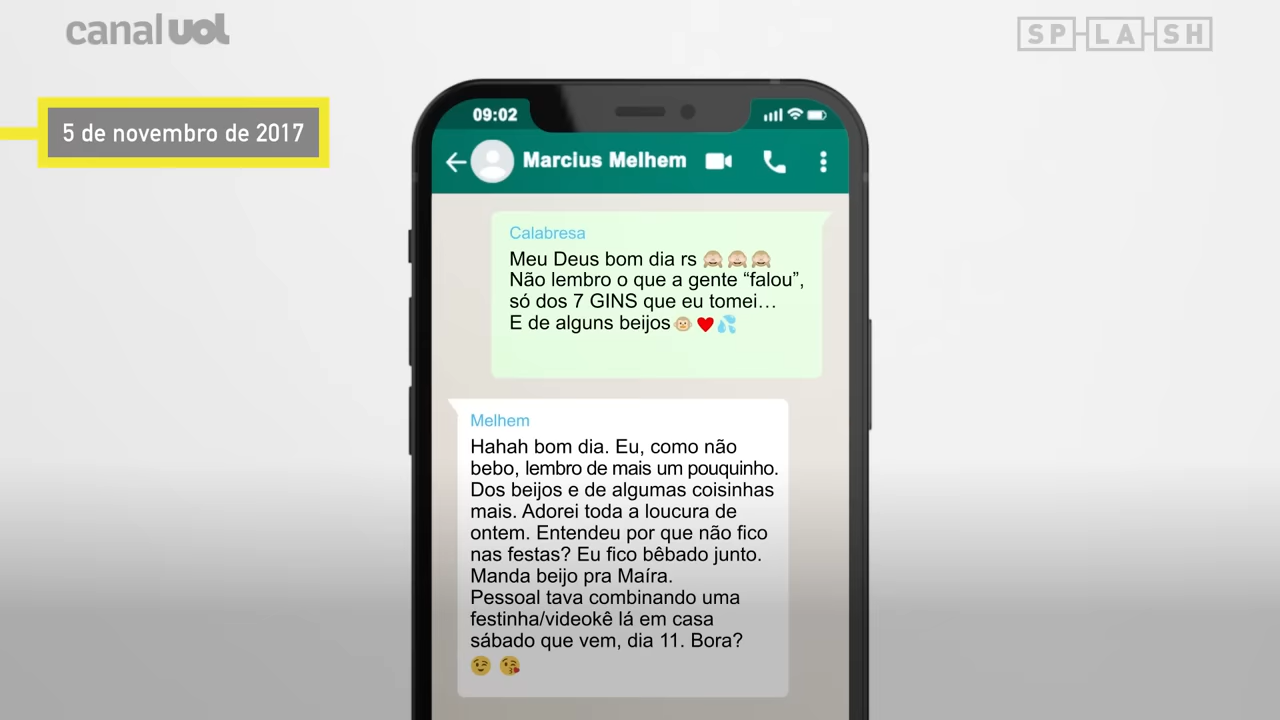 canal UOL
SPLASH
5 de novembro de 2017
09:02
Marcius Melhem
Calabresa
Meu Deus bom dia rs 🙈🙈🙈
Não lembro o que a gente “falou”,
só dos 7 GINS que eu tomei…
E de alguns beijos🐵❤️💦
Melhem
Hahah bom dia. Eu, como não
bebo, lembro de mais um pouquinho.
Dos beijos e de algumas coisinhas
mais. Adorei toda a loucura de
ontem. Entendeu por que não fico
nas festas? Eu fico bêbado junto.
Manda beijo pra Maíra.
Pessoal tava combinando uma
festinha/videokê lá em casa
sábado que vem, dia 11. Bora?
😉 😘